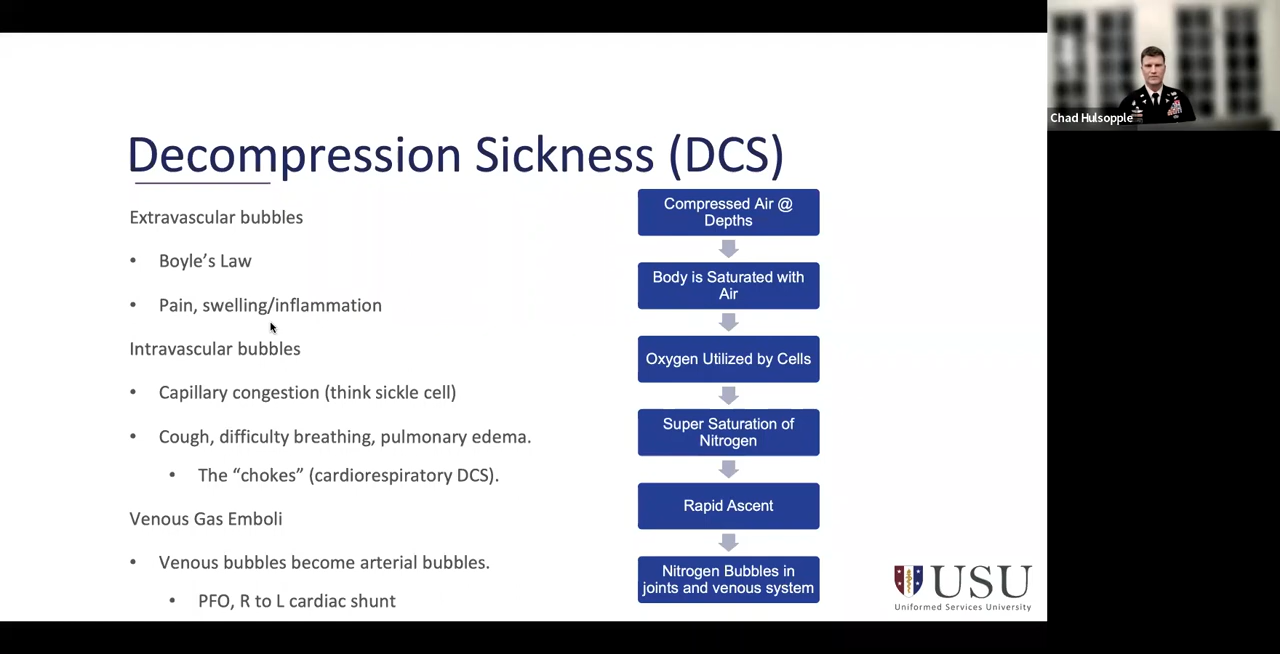 Chad Hulsopple
Decompression Sickness (DCS)
Extravascular bubbles
• Boyle's Law
• Pain, swelling/inflammation
Intravascular bubbles
• Capillary congestion (think sickle cell)
• Cough, difficulty breathing, pulmonary edema.
• The “chokes” (cardiorespiratory DCS).
Venous Gas Emboli
• Venous bubbles become arterial bubbles.
• PFO, R to L cardiac shunt
Compressed Air @
Depths
Body is Saturated with
Air
Oxygen Utilized by Cells
Super Saturation of
Nitrogen
Rapid Ascent
Nitrogen Bubbles in
joints and venous system
USU
Uniformed Services University